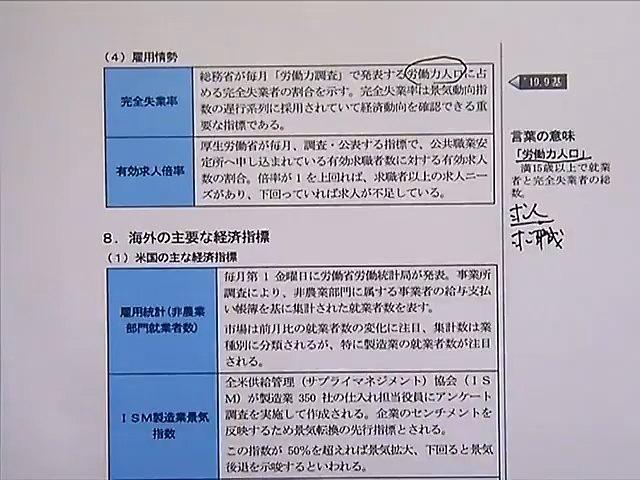 (4) 雇用情勢
完全失業率
総務省が毎月「労働力調査」で発表する労働力人口に占
める完全失業者の割合を示す。完全失業率は景気動向指
数の遅行系列に採用されていて経済動向を確認できる重
要な指標である。
有効求人倍率
厚生労働省が毎月、調査・公表する指標で、公共職業安
定所へ申し込まれている有効求職者数に対する有効求人
数の割合。倍率が1を上回れば、求職者以上の求人ニー
ズがあり、下回っていれば求人が不足している。
'19.9基
言葉の意味
「労働力人口」
満15歳以上で就業
者と完全失業者の総
数。
求人
求職
8. 海外の主要な経済指標
(1) 米国の主な経済指標
雇用統計(非農業
部門就業者数)
毎月第1金曜日に労働省労働統計局が発表。事業所
調査により、非農業部門に属する事業者の給与支払
い帳簿を基に集計された就業者数を表す。
市場は前月比の就業者数の変化に注目、集計数は業
種別に分類されるが、特に製造業の就業者数が注目
される。
ISM製造業景気
指数
全米供給管理(サプライマネジメント)協会(IS
M)が製造業 350 社の仕入れ担当役員にアンケート
調査を実施して作成される。企業のセンチメントを
反映するため景気転換の先行指標とされる。
この指数が 50%を超えれば景気拡大、下回ると景気
後退を示唆するといわれる。